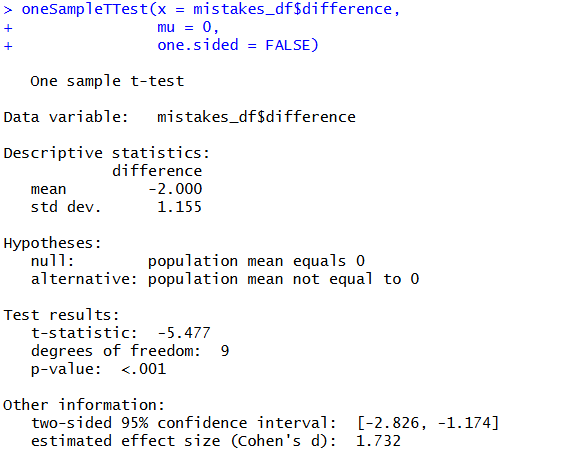 > oneSampleTTest(x = mistakes_df$difference,
+                mu = 0,
+                one.sided = FALSE)
   One sample t-test
Data variable:   mistakes_df$difference
Descriptive statistics:
            difference
   mean         -2.000
   std dev.      1.155
Hypotheses:
   null:        population mean equals 0
   alternative: population mean not equal to 0
Test results:
   t-statistic:  -5.477
   degrees of freedom:  9
   p-value:  <.001
Other information:
   two-sided 95% confidence interval:  [-2.826, -1.174]
   estimated effect size (Cohen's d):  1.732